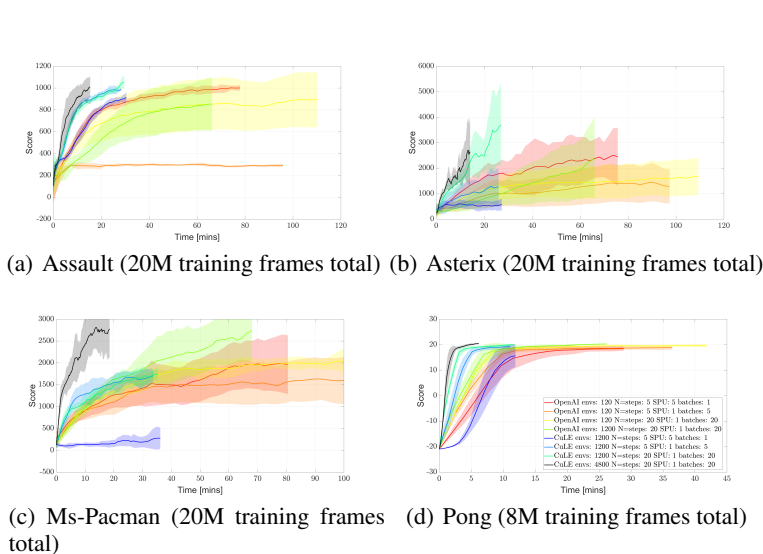 1200
1000
800
600
400
200
0
-200
0 20 40 60 80 100 120
Score
Time [mins]
(a) Assault (20M training frames total)
6000
5000
4000
3000
2000
1000
0
0 20 40 60 80 100 120
Score
Time [mins]
(b) Asterix (20M training frames total)
3000
2500
2000
1500
1000
500
0
-500
0 10 20 30 40 50 60 70 80 90 100
Score
Time [mins]
(c) Ms-Pacman (20M training frames
total)
30
20
10
0
-10
-20
-30
0 5 10 15 20 25 30 35 40 45
Score
Time [mins]
OpenAI envs: 120 N=steps: 5 SPU: 5 batches: 1
OpenAI envs: 120 N=steps: 5 SPU: 1 batches: 5
OpenAI envs: 120 N=steps: 20 SPU: 1 batches: 20
OpenAI envs: 1200 N=steps: 20 SPU: 1 batches: 20
CuLE envs: 1200 N=steps: 5 SPU: 5 batches: 1
CuLE envs: 1200 N=steps: 5 SPU: 1 batches: 5
CuLE envs: 1200 N=steps: 20 SPU: 1 batches: 20
CuLE envs: 4800 N=steps: 20 SPU: 1 batches: 20
(d) Pong (8M training frames total)